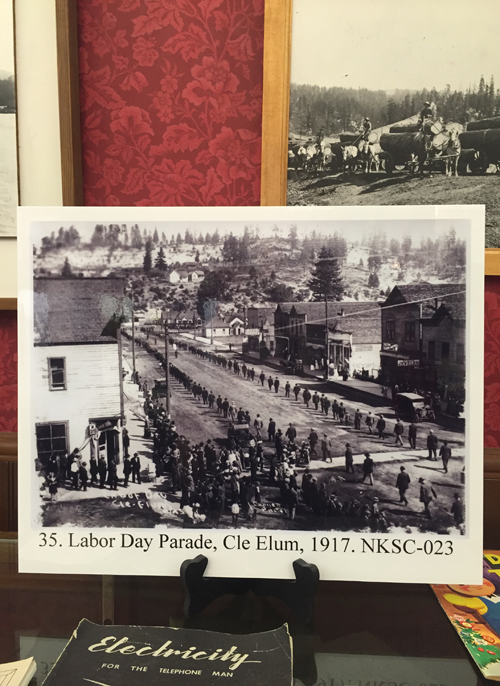 35. Labor Day Parade, Cle Elum, 1917. NKSC-023
Electricity
FOR THE TELEPHONE MAN